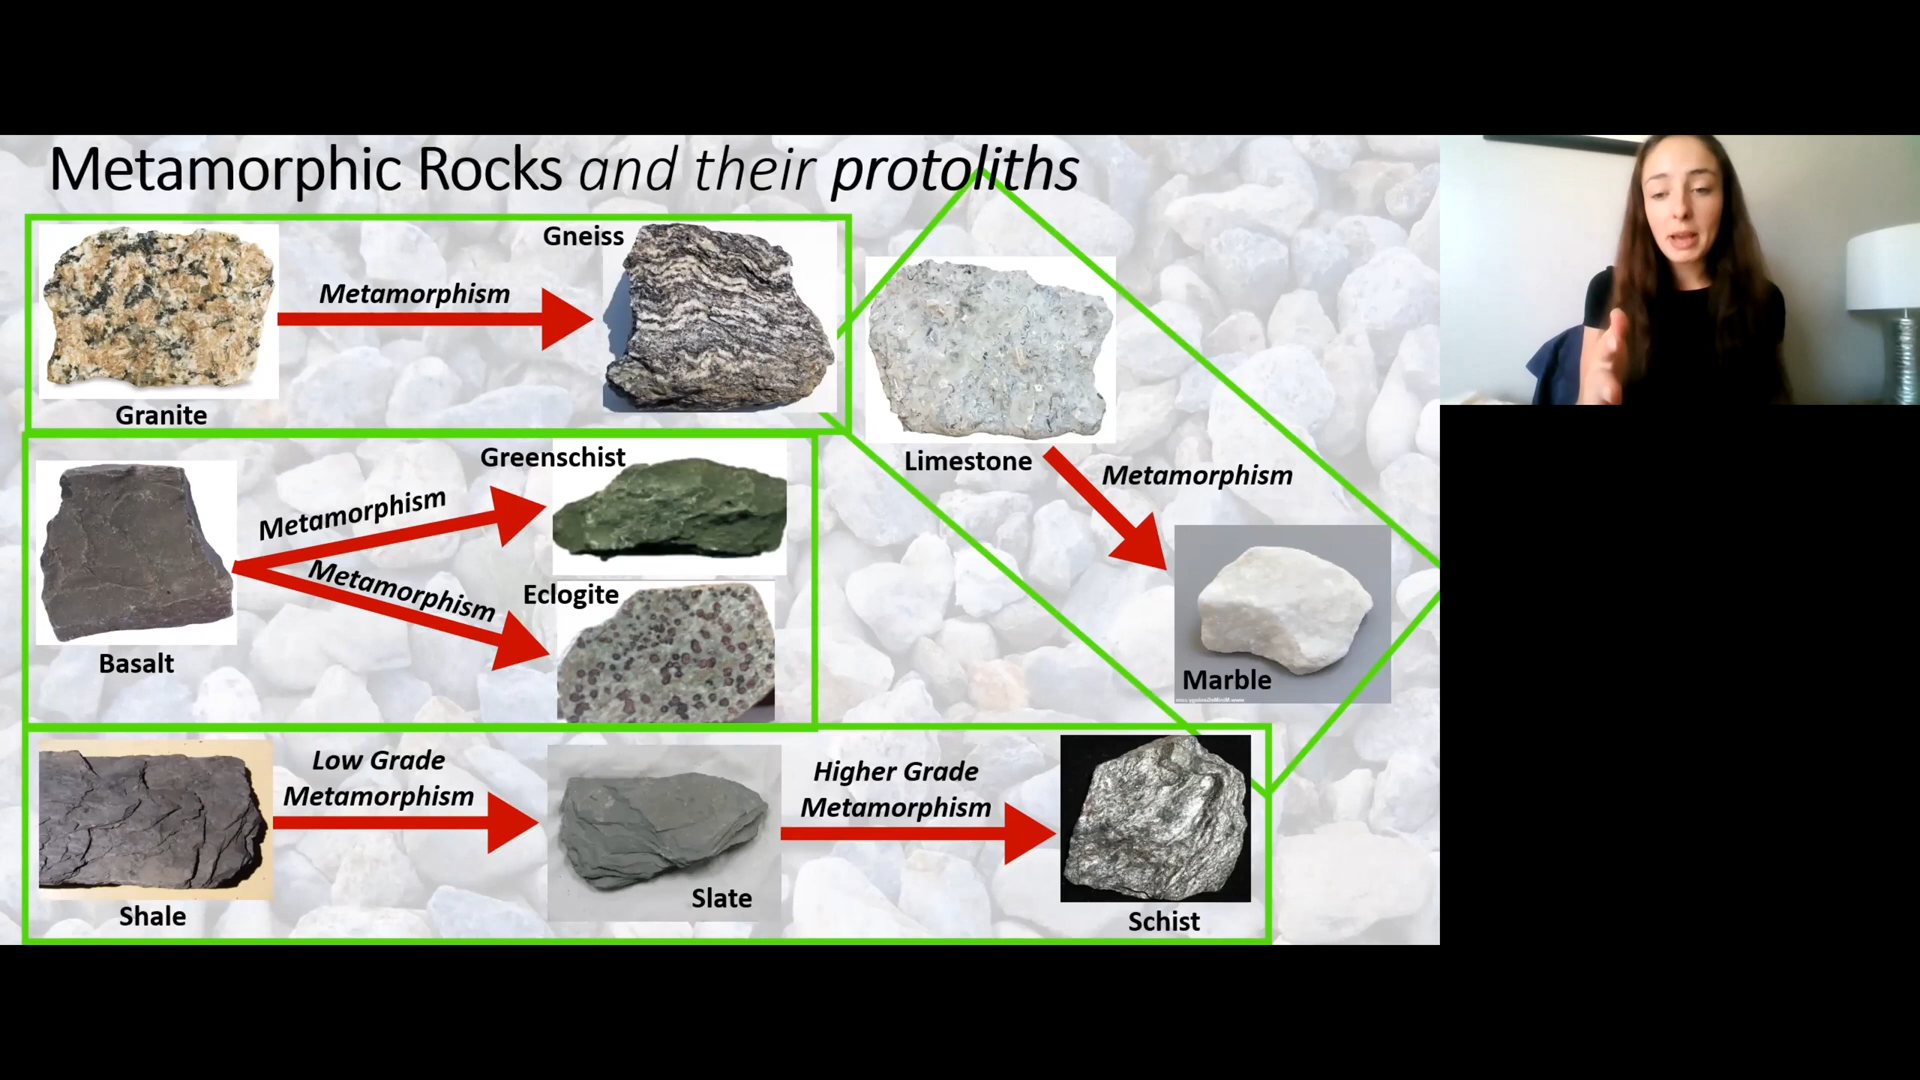 Metamorphic Rocks and their protoliths
Gneiss
Metamorphism
Granite
Greenschist
Metamorphism
Metamorphism
Eclogite
Basalt
Limestone
Metamorphism
Marble
Low Grade
Metamorphism
Higher Grade
Metamorphism
Shale
Slate
Schist